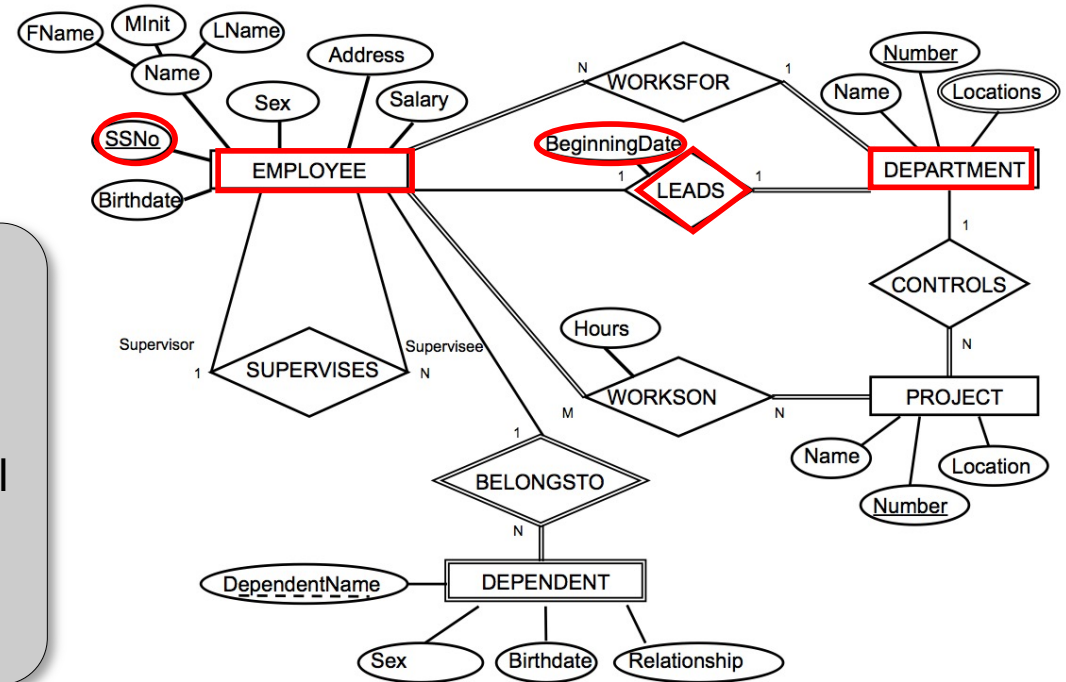 FName
MInit
LName
Name
Address
Sex
Salary
SSNo
EMPLOYEE
Birthdate
N
WORKSFOR
1
Number
Name
Locations
BeginningDate
1
LEADS
1
DEPARTMENT
1
CONTROLS
N
Supervisor
1
SUPERVISES
Supervisee
N
Hours
WORKSON
M
N
PROJECT
Name
Number
Location
1
BELONGSTO
N
DependentName
DEPENDENT
Sex
Birthdate
Relationship